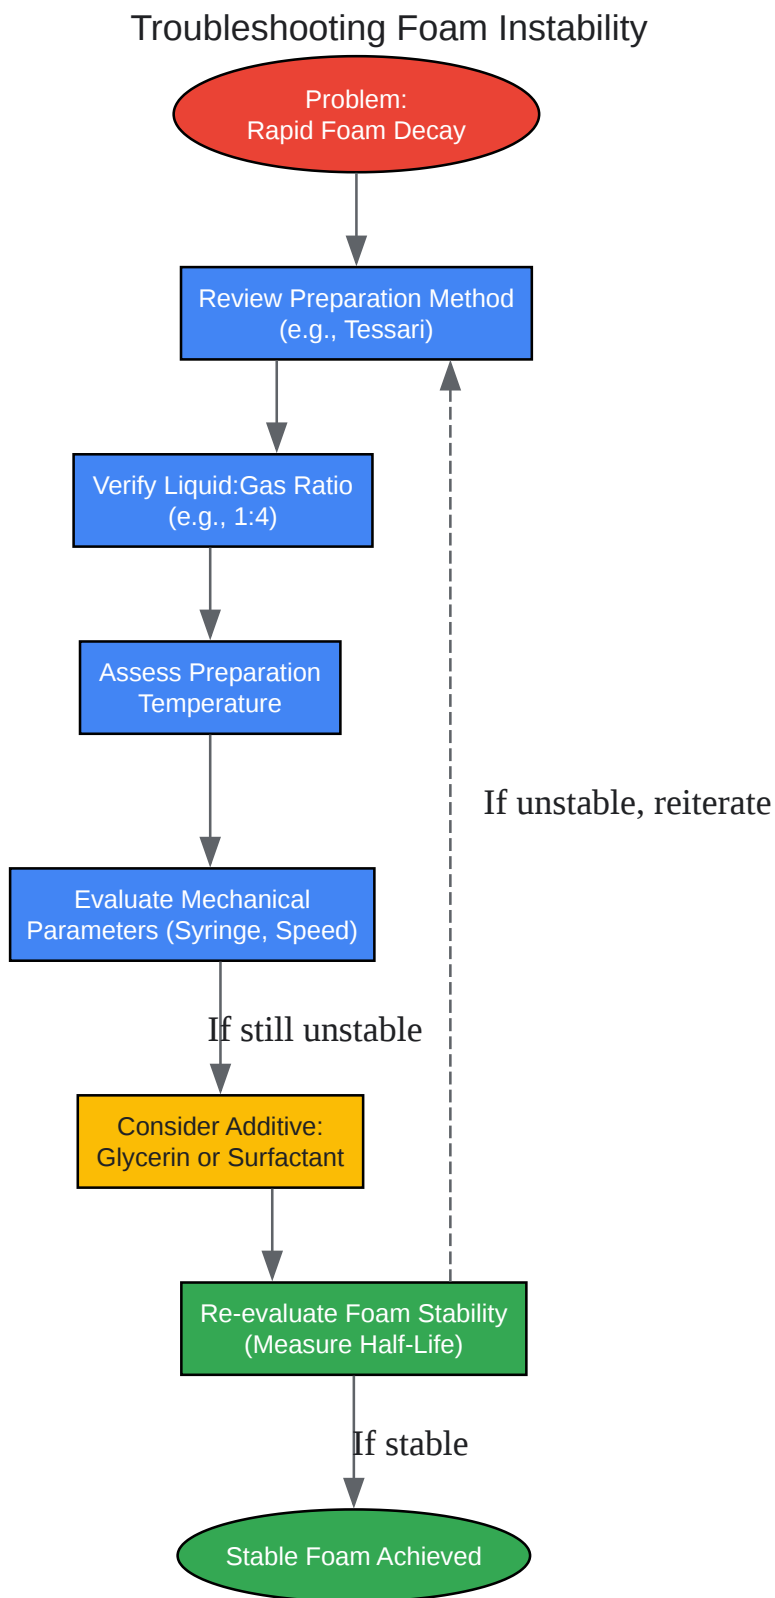 Troubleshooting Foam Instability
Problem:
Rapid Foam Decay
Review Preparation Method
(e.g., Tessari)
Verify Liquid:Gas Ratio
(e.g., 1:4)
Assess Preparation
Temperature
If unstable, reiterate
Evaluate Mechanical
Parameters (Syringe, Speed)
If still unstable
Consider Additive:
Glycerin or Surfactant
Re-evaluate Foam Stability
(Measure Half-Life)
If stable
Stable Foam Achieved